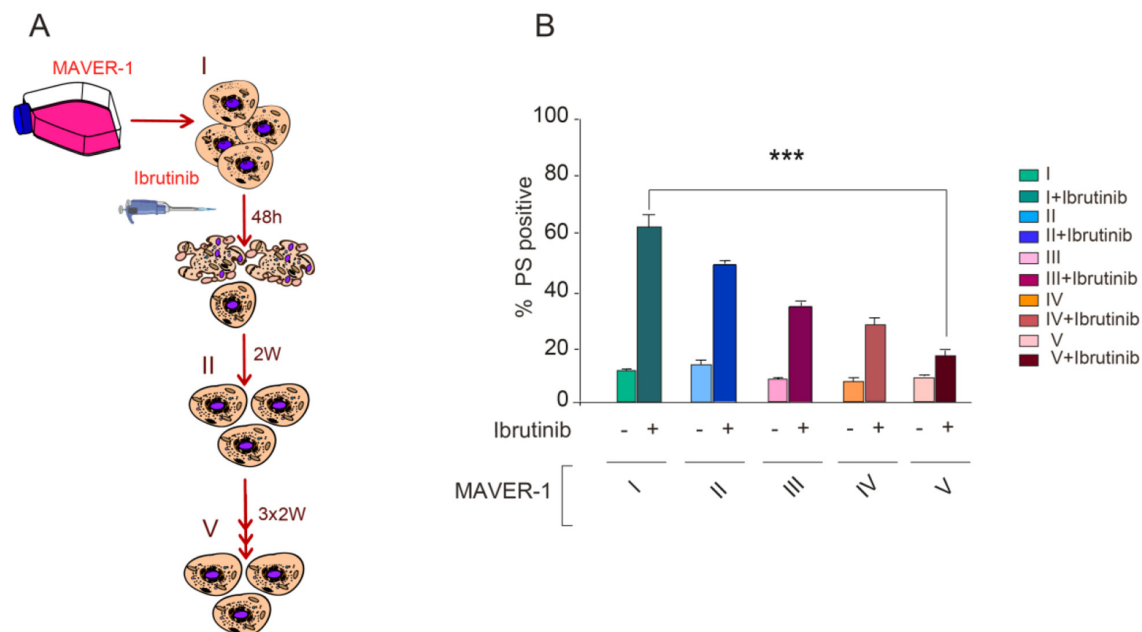 A
MAVER-1
I
Ibrutinib
48h
2W
II
3x2W
V
B
100
80
60
40
20
0
% PS positive
***
I
I+Ibrutinib
II
II+Ibrutinib
III
III+Ibrutinib
IV
IV+Ibrutinib
V
V+Ibrutinib
Ibrutinib - + - + - + - + - +
MAVER-1 I II III IV V